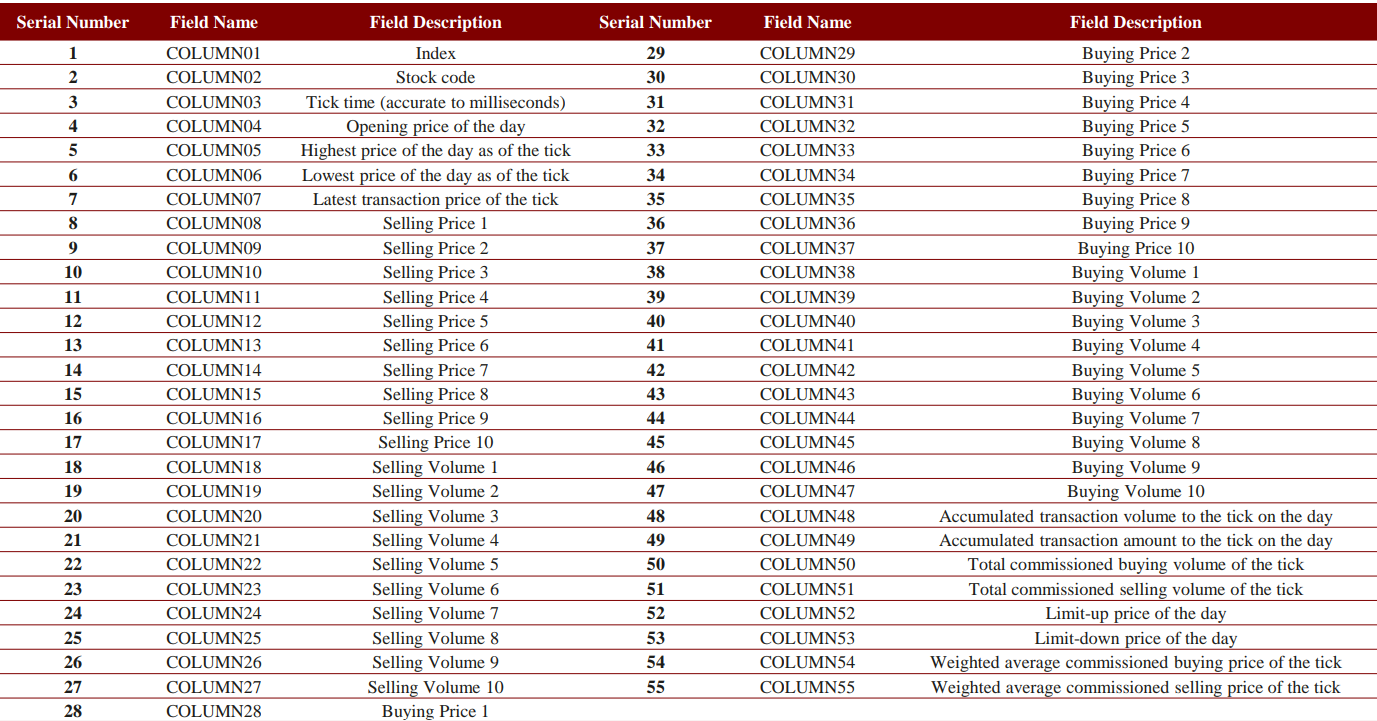 Serial Number Field Name Field Description Serial Number Field Name Field Description
1 COLUMN01 Index 29 COLUMN29 Buying Price 2
2 COLUMN02 Stock code 30 COLUMN30 Buying Price 3
3 COLUMN03 Tick time (accurate to milliseconds) 31 COLUMN31 Buying Price 4
4 COLUMN04 Opening price of the day 32 COLUMN32 Buying Price 5
5 COLUMN05 Highest price of the day as of the tick 33 COLUMN33 Buying Price 6
6 COLUMN06 Lowest price of the day as of the tick 34 COLUMN34 Buying Price 7
7 COLUMN07 Latest transaction price of the tick 35 COLUMN35 Buying Price 8
8 COLUMN08 Selling Price 1 36 COLUMN36 Buying Price 9
9 COLUMN09 Selling Price 2 37 COLUMN37 Buying Price 10
10 COLUMN10 Selling Price 3 38 COLUMN38 Buying Volume 1
11 COLUMN11 Selling Price 4 39 COLUMN39 Buying Volume 2
12 COLUMN12 Selling Price 5 40 COLUMN40 Buying Volume 3
13 COLUMN13 Selling Price 6 41 COLUMN41 Buying Volume 4
14 COLUMN14 Selling Price 7 42 COLUMN42 Buying Volume 5
15 COLUMN15 Selling Price 8 43 COLUMN43 Buying Volume 6
16 COLUMN16 Selling Price 9 44 COLUMN44 Buying Volume 7
17 COLUMN17 Selling Price 10 45 COLUMN45 Buying Volume 8
18 COLUMN18 Selling Volume 1 46 COLUMN46 Buying Volume 9
19 COLUMN19 Selling Volume 2 47 COLUMN47 Buying Volume 10
20 COLUMN20 Selling Volume 3 48 COLUMN48 Accumulated transaction volume to the tick on the day
21 COLUMN21 Selling Volume 4 49 COLUMN49 Accumulated transaction amount to the tick on the day
22 COLUMN22 Selling Volume 5 50 COLUMN50 Total commissioned buying volume of the tick
23 COLUMN23 Selling Volume 6 51 COLUMN51 Total commissioned selling volume of the tick
24 COLUMN24 Selling Volume 7 52 COLUMN52 Limit-up price of the day
25 COLUMN25 Selling Volume 8 53 COLUMN53 Limit-down price of the day
26 COLUMN26 Selling Volume 9 54 COLUMN54 Weighted average commissioned buying price of the tick
27 COLUMN27 Selling Volume 10 55 COLUMN55 Weighted average commissioned selling price of the tick
28 COLUMN28 Buying Price 1